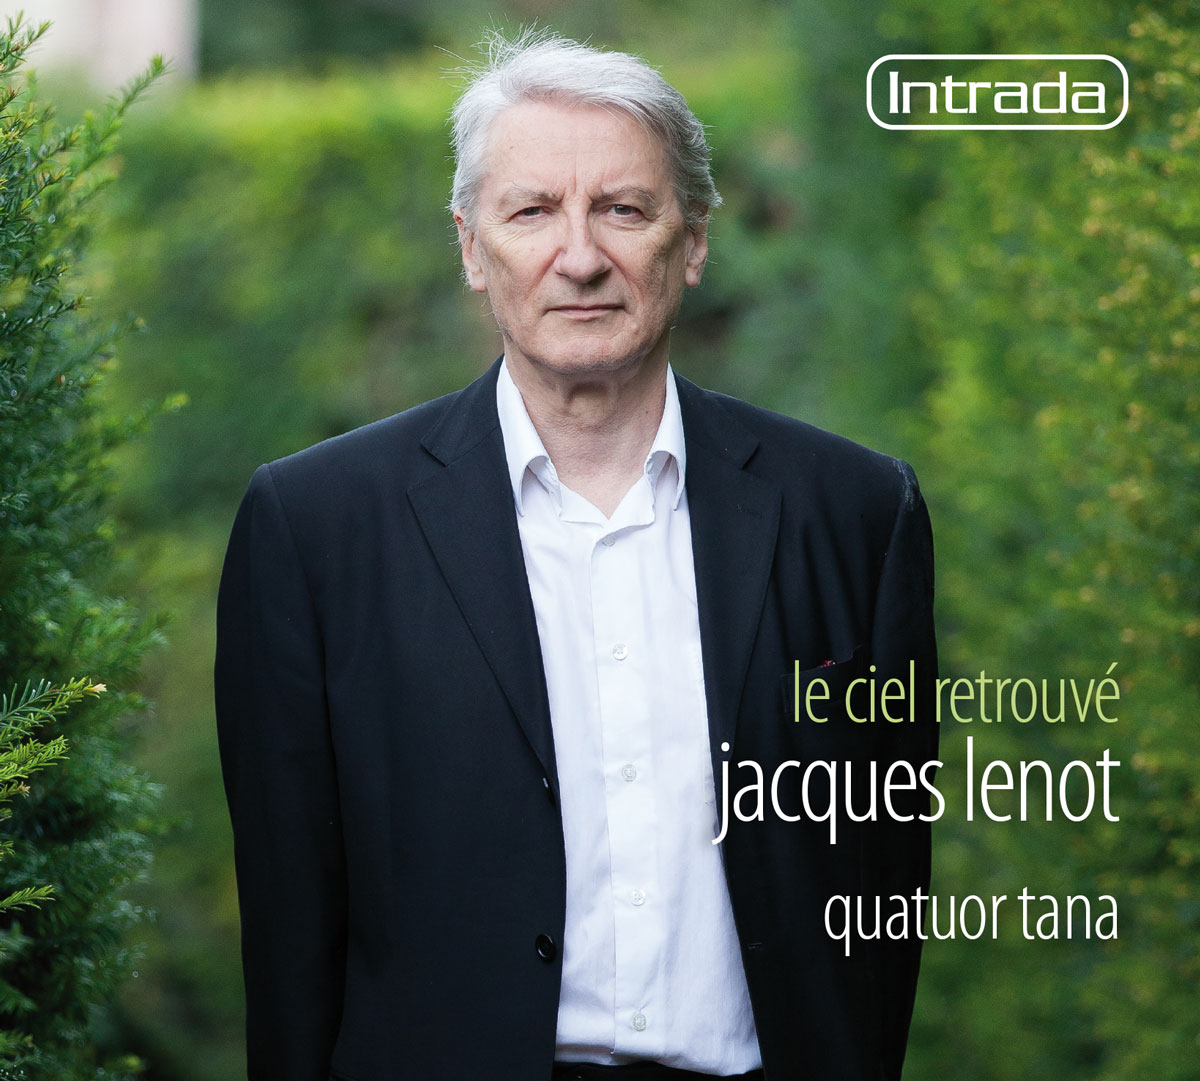 Intrada
le ciel retrouvé
jacques lenot
quatuor tana